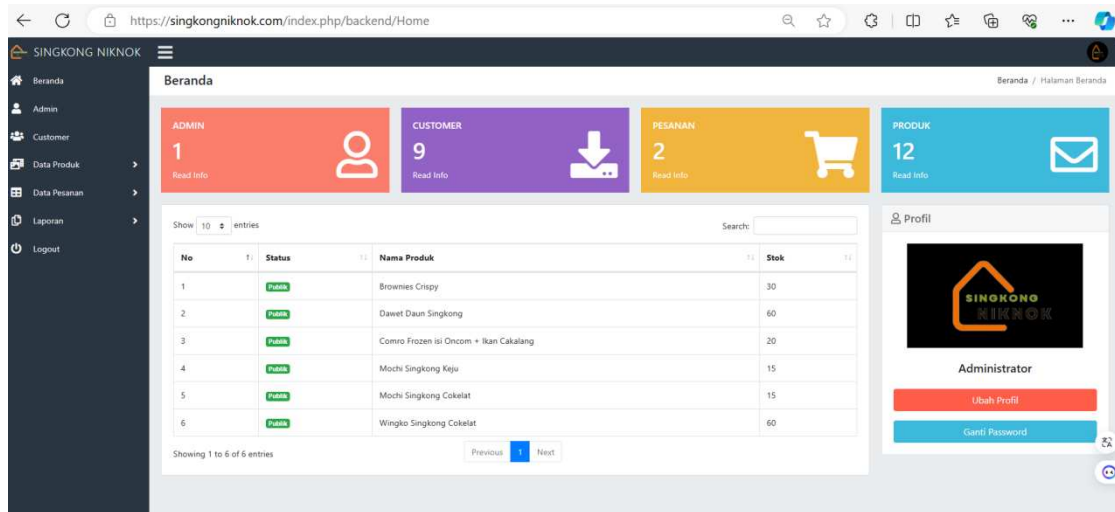 https://singkongniknok.com/index.php/backend/Home
SINGKONG NIKNOK
Beranda
Admin
Customer
Data Produk
Data Pesanan
Laporan
Logout
Beranda
Beranda / Halaman Beranda
ADMIN
1
Read Info
CUSTOMER
9
Read Info
PESANAN
2
Read Info
PRODUK
12
Read Info
Show 10 entries Search:
No Status Nama Produk Stok
1 Publik Brownies Crispy 30
2 Publik Dawet Daun Singkong 60
3 Publik Comro Frozen isi Oncom + Ikan Cakalang 20
4 Publik Mochi Singkong Keju 15
5 Publik Mochi Singkong Cokelat 15
6 Publik Wingko Singkong Cokelat 60
Showing 1 to 6 of 6 entries Previous 1 Next
Profil
SINGKONG
NIKNOK
Administrator
Ubah Profil
Ganti Password